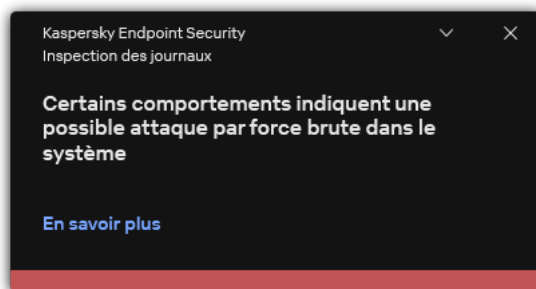 Kaspersky Endpoint Security
Inspection des journaux
Certains comportements indiquent une
possible attaque par force brute dans le
système
En savoir plus